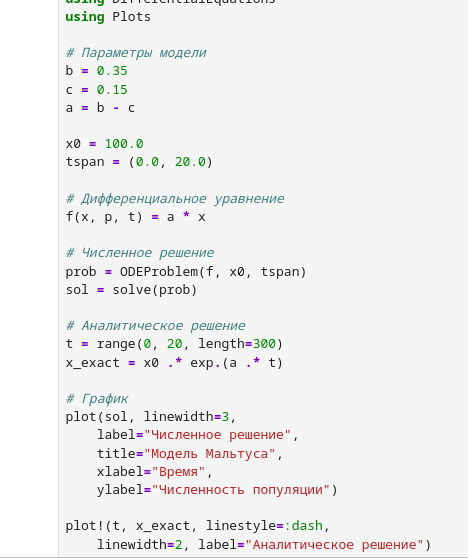 using DifferentialEquations
using Plots

# Параметры модели
b = 0.35
c = 0.15
a = b - c

x0 = 100.0
tspan = (0.0, 20.0)

# Дифференциальное уравнение
f(x, p, t) = a * x

# Численное решение
prob = ODEProblem(f, x0, tspan)
sol = solve(prob)

# Аналитическое решение
t = range(0, 20, length=300)
x_exact = x0 .* exp.(a .* t)

# График
plot(sol, linewidth=3,
    label="Численное решение",
    title="Модель Мальтуса",
    xlabel="Время",
    ylabel="Численность популяции")

plot!(t, x_exact, linestyle=:dash,
    linewidth=2, label="Аналитическое решение")